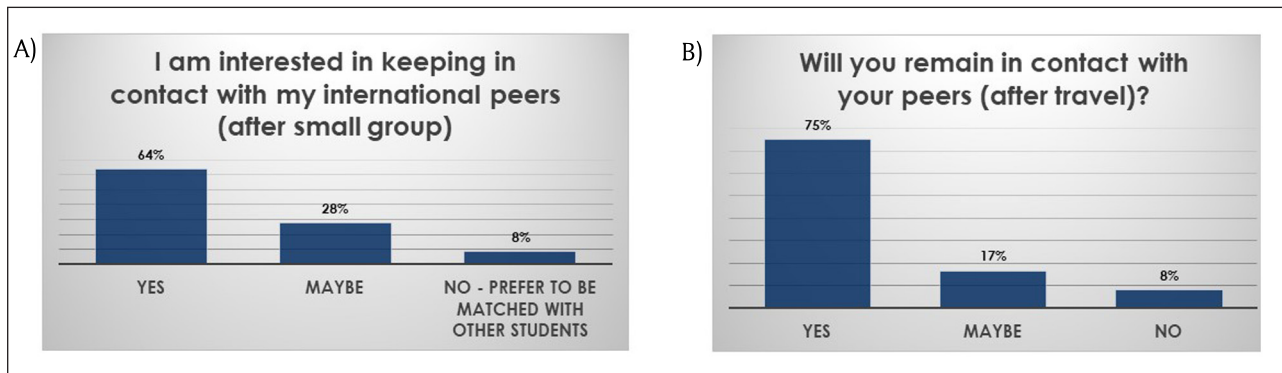 A)
I am interested in keeping in
contact with my international peers
(after small group)
64%
28%
8%
YES
MAYBE
NO - PREFER TO BE
MATCHED WITH
OTHER STUDENTS
B)
Will you remain in contact with
your peers (after travel)?
75%
17%
8%
YES
MAYBE
NO